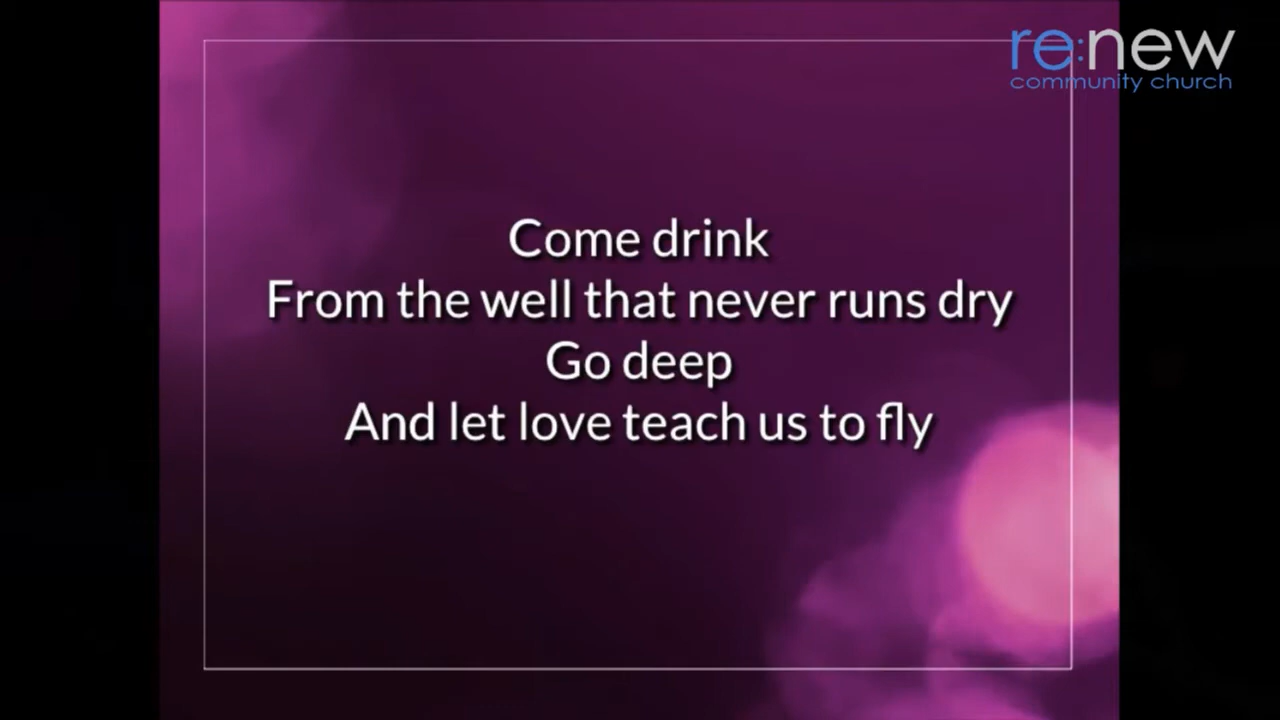 re:new
community church
Come drink
From the well that never runs dry
Go deep
And let love teach us to fly